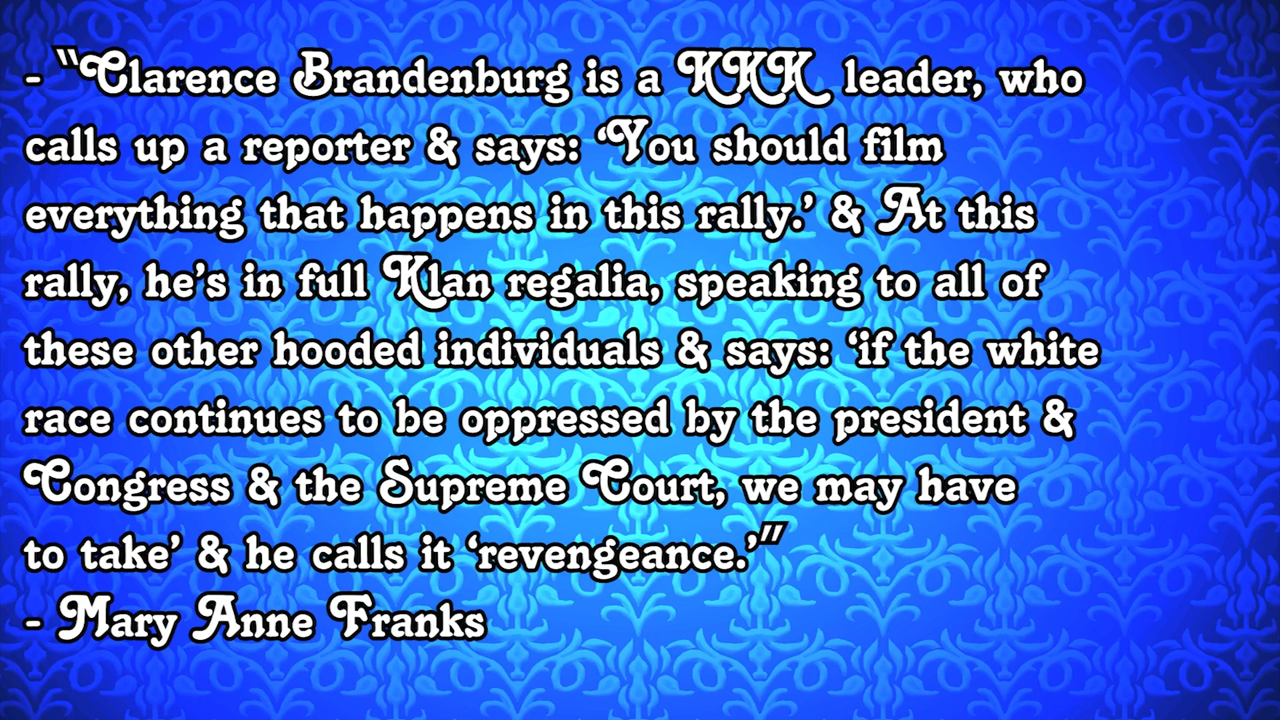 - “Clarence Brandenburg is a KKK leader, who
calls up a reporter & says: ‘You should film
everything that happens in this rally.’ & At this
rally, he’s in full Klan regalia, speaking to all of
these other hooded individuals & says: ‘if the white
race continues to be oppressed by the president &
Congress & the Supreme Court, we may have
to take’ & he calls it ‘revengeance.’”
- Mary Anne Franks